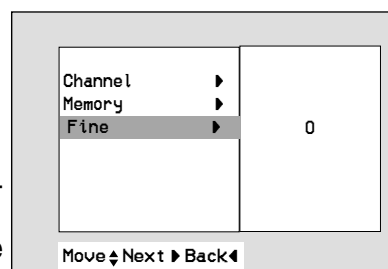 Channel ▶
Memory ▶
Fine ▶ 0
Move ▲▼ Next ▶ Back ◀